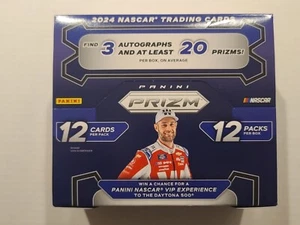 2024 NASCAR® TRADING CARDS
FIND 3 AUTOGRAPHS AND AT LEAST 20 PRIZMS!
PER BOX, ON AVERAGE
PANINI
PANINI
PRIZM
NASCAR
12 CARDS PER PACK
12 PACKS PER BOX
WIN A CHANCE FOR A
PANINI NASCAR® VIP EXPERIENCE
TO THE DAYTONA 500®